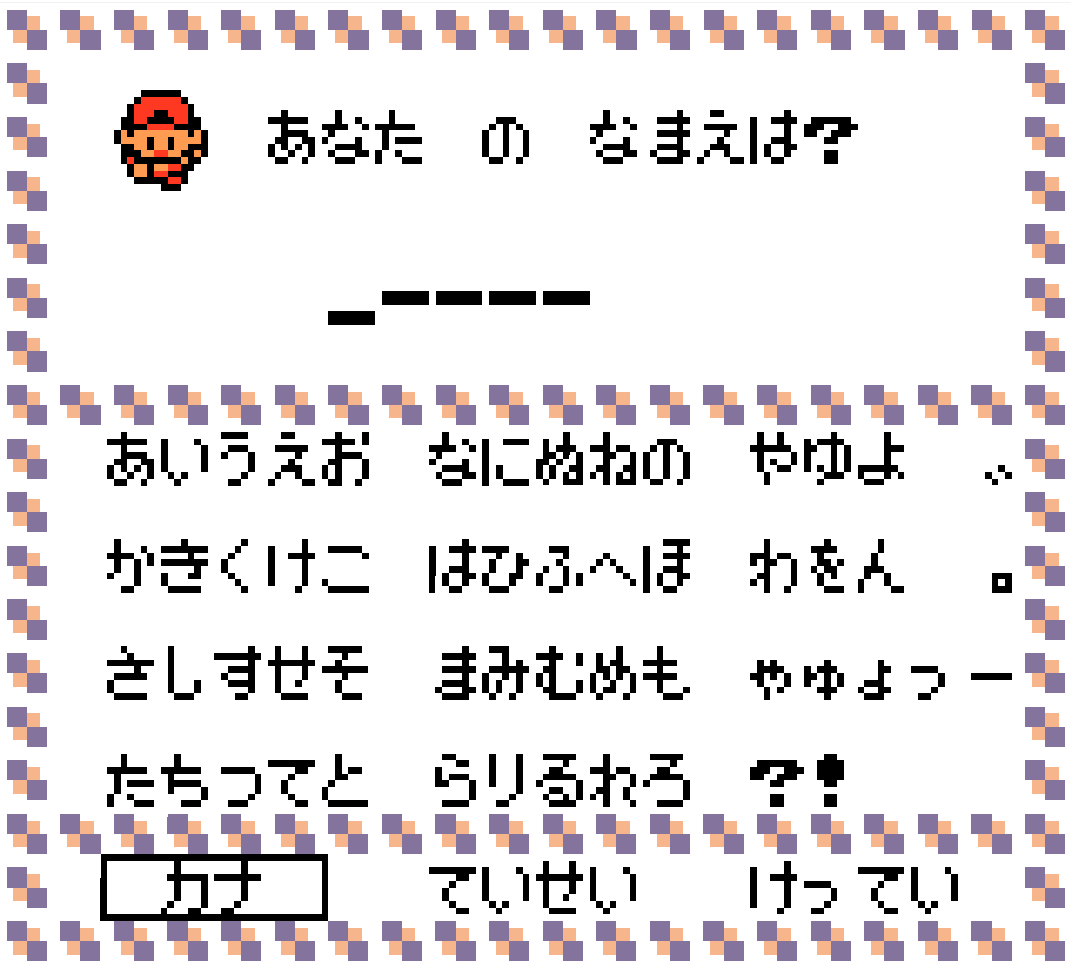 あなた の なまえは?
あいうえお なにぬねの やゆよ ゛
かきくけこ はひふへほ わをん ゜
さしすせそ まみむめも ゃゅょっー
たちつてと らりるれろ ?!
カナ ていせい けってい